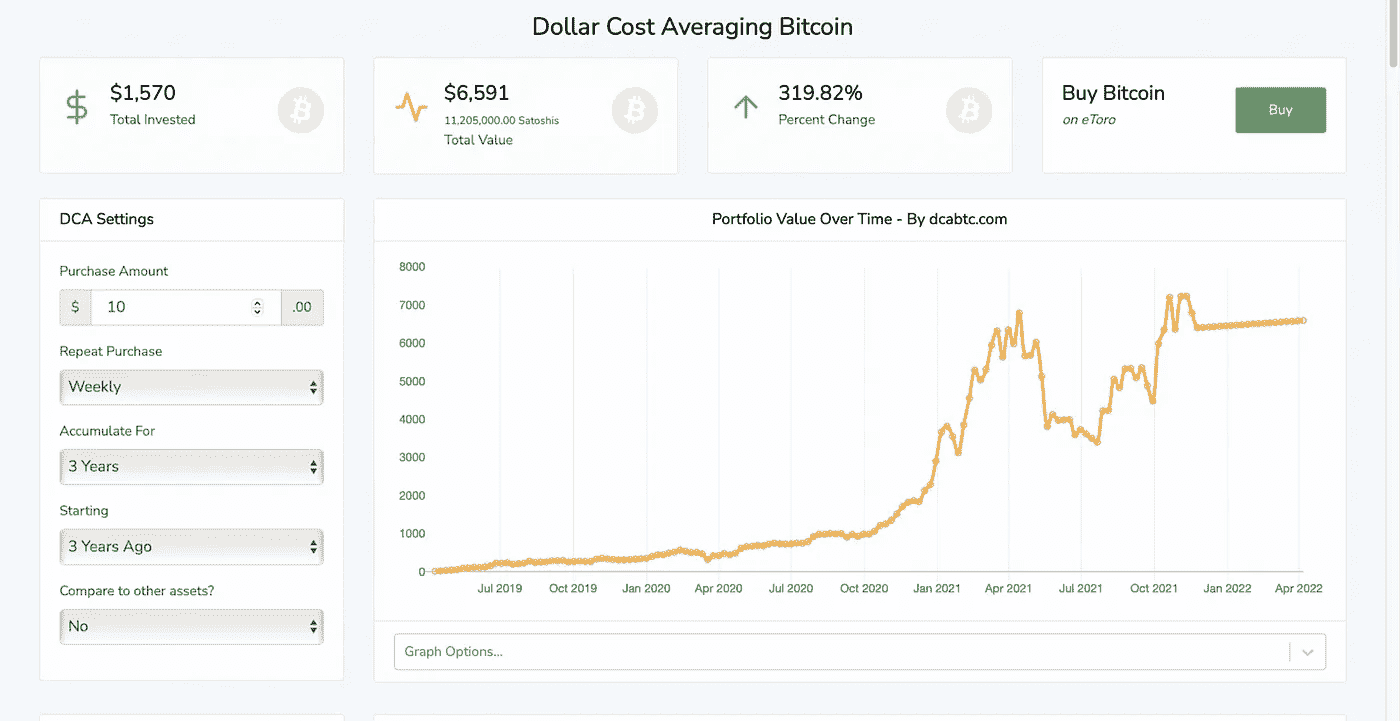 Dollar Cost Averaging Bitcoin
$1,570
Total Invested
$6,591
11,205,000.00 Satoshis
Total Value
319.82%
Percent Change
Buy Bitcoin
on eToro
Buy
DCA Settings
Purchase Amount
$ 10 .00
Repeat Purchase
Weekly
Accumulate For
3 Years
Starting
3 Years Ago
Compare to other assets?
No
Portfolio Value Over Time - By dcabtc.com
8000
7000
6000
5000
4000
3000
2000
1000
0
Jul 2019 Oct 2019 Jan 2020 Apr 2020 Jul 2020 Oct 2020 Jan 2021 Apr 2021 Jul 2021 Oct 2021 Jan 2022 Apr 2022
Graph Options...